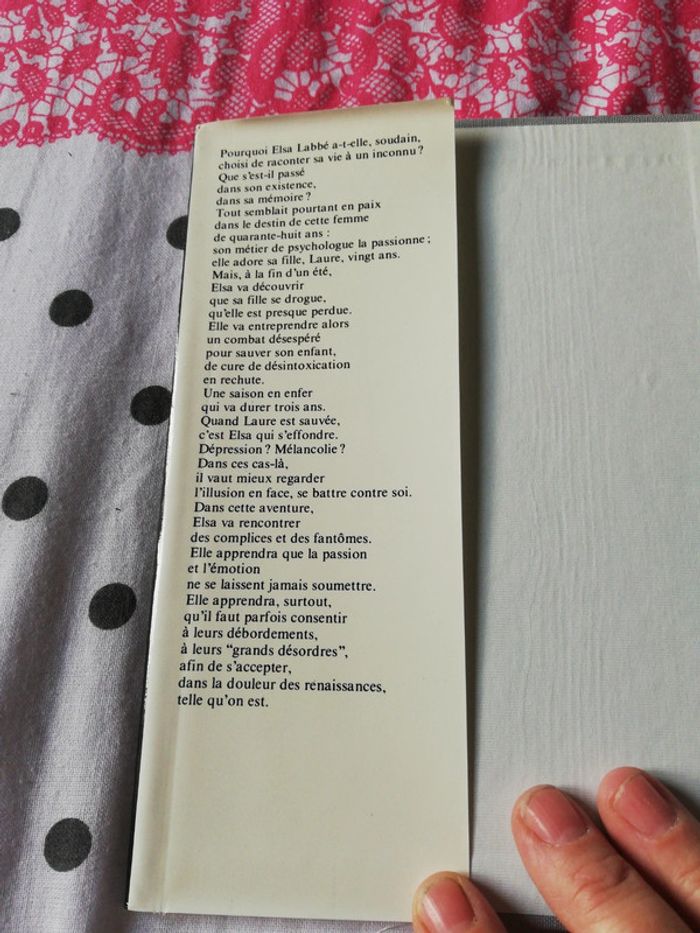 Pourquoi Elsa Labbé a-t-elle, soudain,
choisi de raconter sa vie à un inconnu ?
Que s'est-il passé
dans son existence,
dans sa mémoire ?
Tout semblait pourtant en paix
dans le destin de cette femme
de quarante-huit ans :
son métier de psychologue la passionne ;
elle adore sa fille, Laure, vingt ans.
Mais, à la fin d'un été,
Elsa va découvrir
que sa fille se drogue,
qu'elle est presque perdue.
Elle va entreprendre alors
un combat désespéré
pour sauver son enfant,
de cure de désintoxication
en rechute.
Une saison en enfer
qui va durer trois ans.
Quand Laure est sauvée,
c'est Elsa qui s'effondre.
Dépression ? Mélancolie ?
Dans ces cas-là,
il vaut mieux regarder
l'illusion en face, se battre contre soi.
Dans cette aventure,
Elsa va rencontrer
des complices et des fantômes.
Elle apprendra que la passion
et l'émotion
ne se laissent jamais soumettre.
Elle apprendra, surtout,
qu'il faut parfois consentir
à leurs débordements,
à leurs “grands désordres”,
afin de s'accepter,
dans la douleur des renaissances,
telle qu'on est.